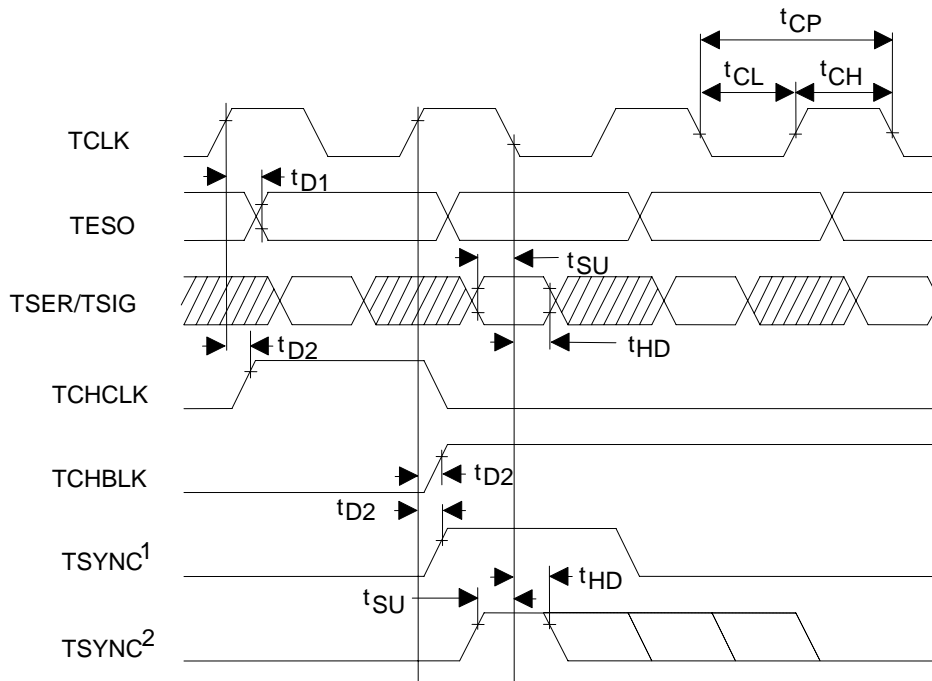 tCP
tCL
tCH
TCLK
tD1
TESO
tSU
TSER/TSIG
tD2
tHD
TCHCLK
TCHBLK
tD2
tD2
TSYNC1
tHD
tSU
TSYNC2